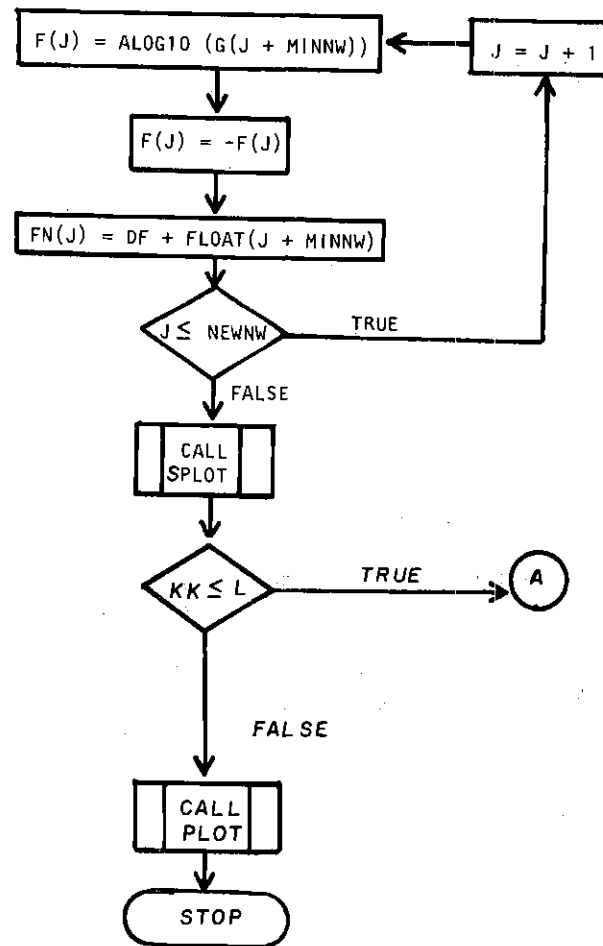 F(J) = ALOG10 (G(J + MINNW))
J = J + 1
F(J) = -F(J)
FN(J) = DF + FLOAT(J + MINNW)
J ≤ NEWNW
TRUE
FALSE
CALL
SPLOT
KK ≤ L
TRUE
A
FALSE
CALL
PLOT
STOP